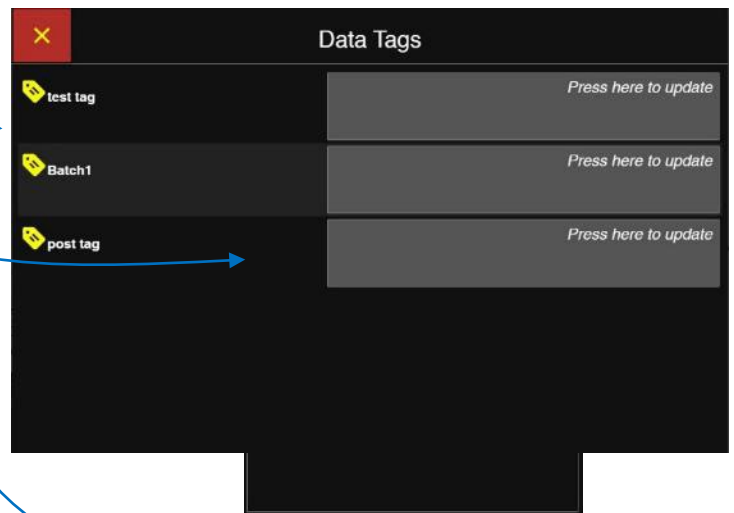 Data Tags
test tag
Press here to update
Batch1
Press here to update
post tag
Press here to update